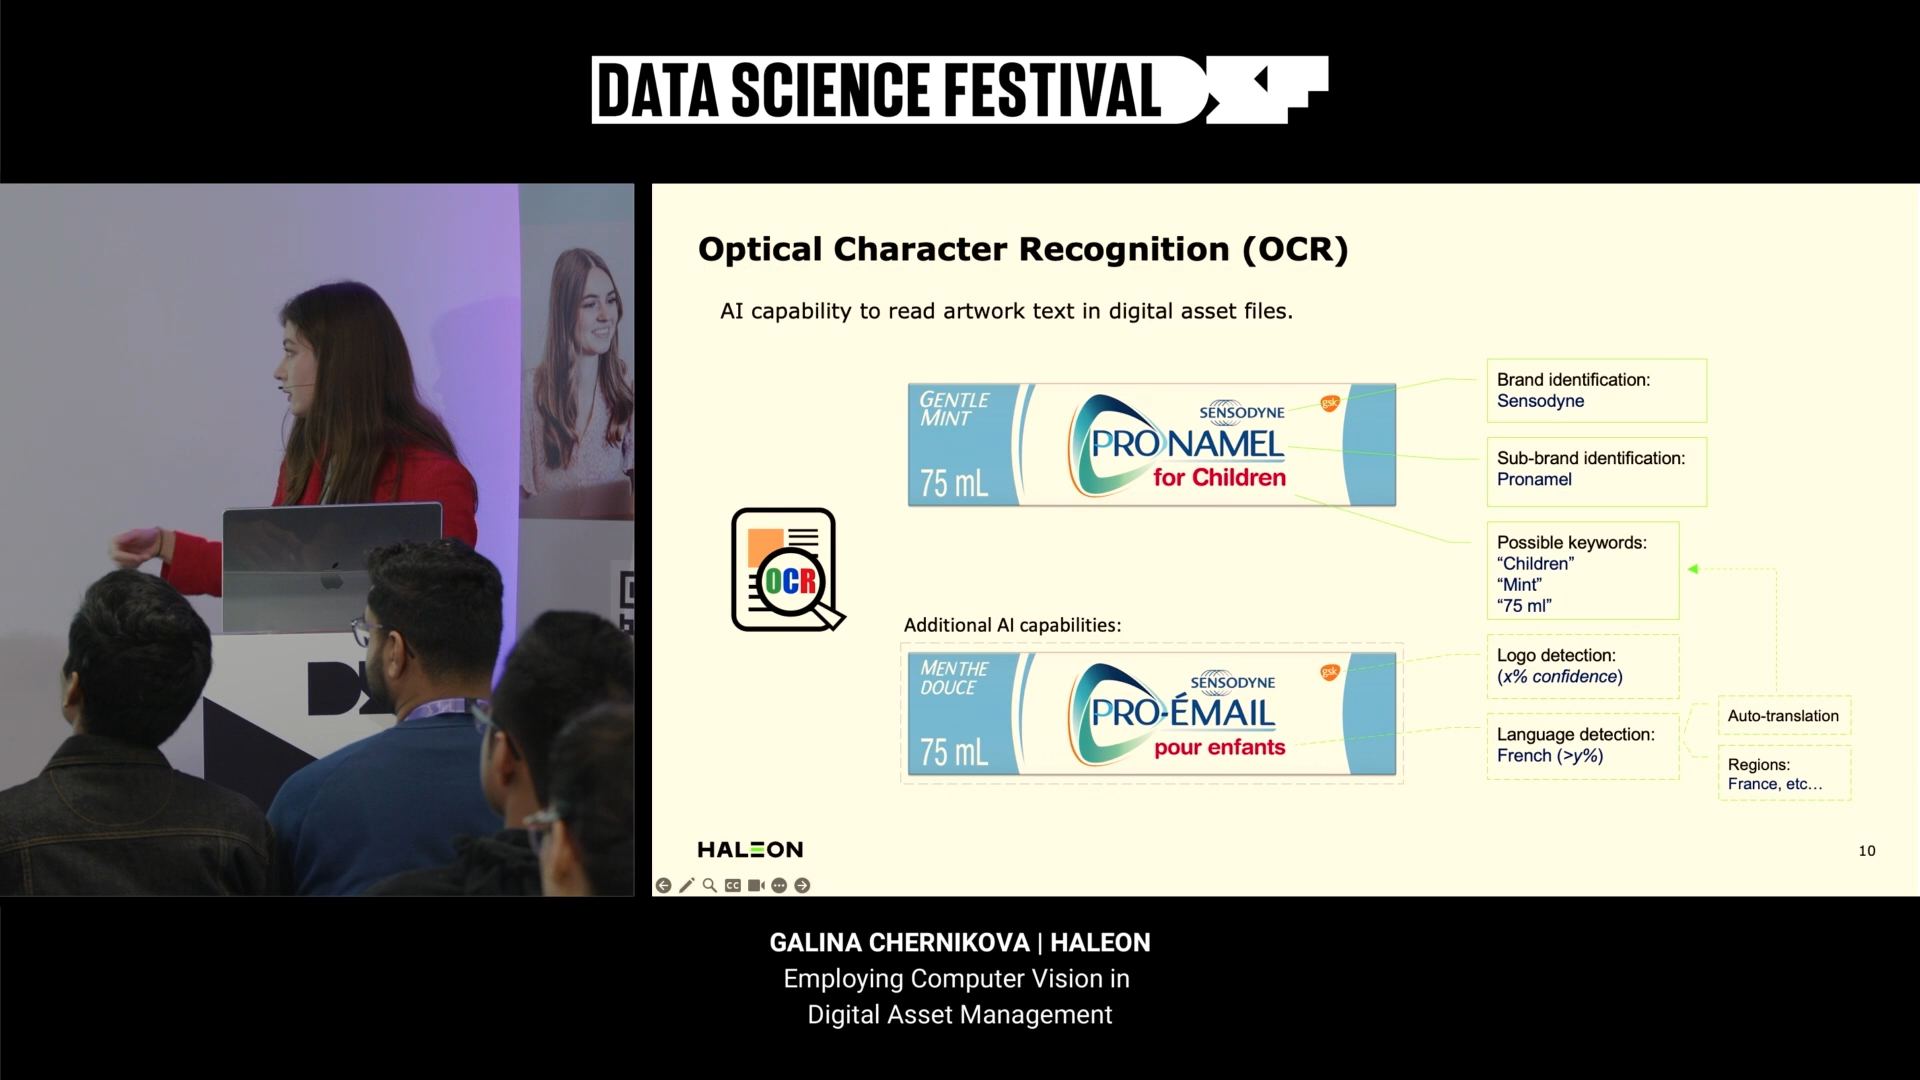 DATA SCIENCE FESTIVAL
Optical Character Recognition (OCR)
AI capability to read artwork text in digital asset files.
GENTLE
MINT
75 mL
SENSODYNE
PRONAMEL
for Children
gsk
Brand identification:
Sensodyne
Sub-brand identification:
Pronamel
Possible keywords:
“Children”
“Mint”
“75 ml”
OCR
Additional AI capabilities:
MENTHE
DOUCE
75 mL
SENSODYNE
PRO-ÉMAIL
pour enfants
gsk
Logo detection:
(x% confidence)
Language detection:
French (>y%)
Auto-translation
Regions:
France, etc...
HALEON
10
CC
GALINA CHERNIKOVA | HALEON
Employing Computer Vision in
Digital Asset Management